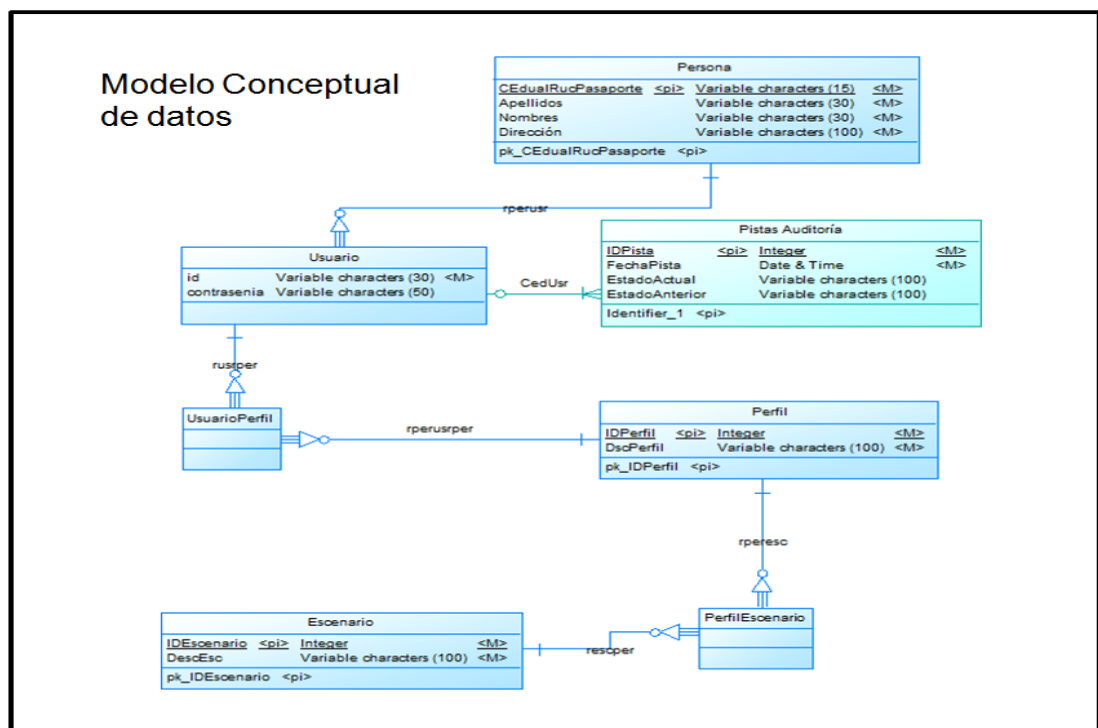 Modelo Conceptual
de datos
Persona
CEdualRucPasaporte <pi> Variable characters (15) <M>
Apellidos Variable characters (30) <M>
Nombres Variable characters (30) <M>
Dirección Variable characters (100) <M>
pk_CEdualRucPasaporte <pi>
rperusr
Usuario
id Variable characters (30) <M>
contrasenia Variable characters (50)
CedUsr
Pistas Auditoría
IDPista <pi> Integer <M>
FechaPista Date & Time <M>
EstadoActual Variable characters (100)
EstadoAnterior Variable characters (100)
Identifier_1 <pi>
rusrper
UsuarioPerfil
rperusrper
Perfil
IDPerfil <pi> Integer <M>
DscPerfil Variable characters (100) <M>
pk_IDPerfil <pi>
rperesc
PerfilEscenario
rescper
Escenario
IDEscenario <pi> Integer <M>
DescEsc Variable characters (100) <M>
pk_IDEscenario <pi>